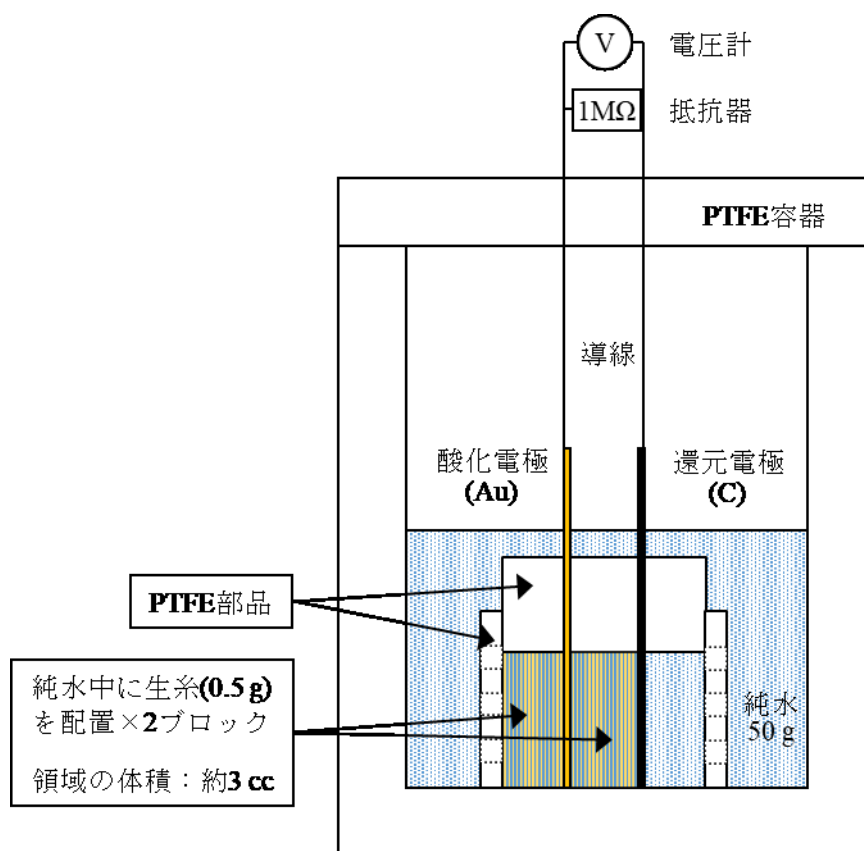 V
電圧計
1MΩ
抵抗器
PTFE容器
導線
酸化電極
(Au)
還元電極
(C)
PTFE部品
純水中に生糸(0.5 g)
を配置×2ブロック
領域の体積：約3 cc
純水
50 g